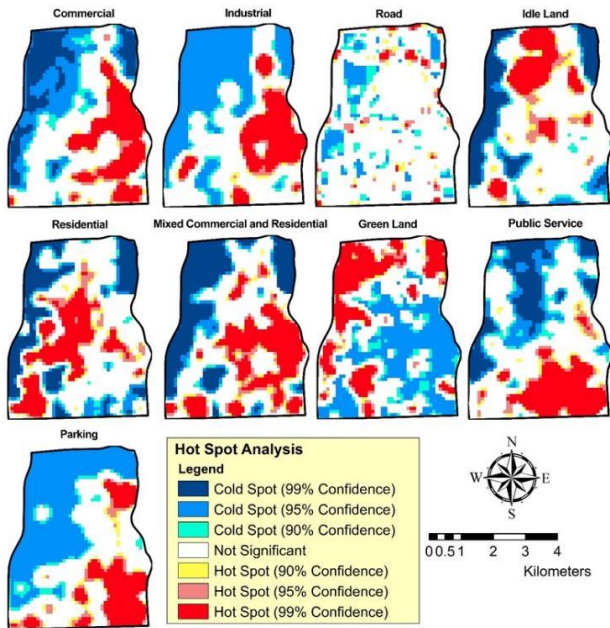 Commercial
Industrial
Road
Idle Land
Residential
Mixed Commercial and Residential
Green Land
Public Service
Parking
Hot Spot Analysis
Legend
Cold Spot (99% Confidence)
Cold Spot (95% Confidence)
Cold Spot (90% Confidence)
Not Significant
Hot Spot (90% Confidence)
Hot Spot (95% Confidence)
Hot Spot (99% Confidence)
N
W E
S
0 0.5 1 2 3 4
Kilometers